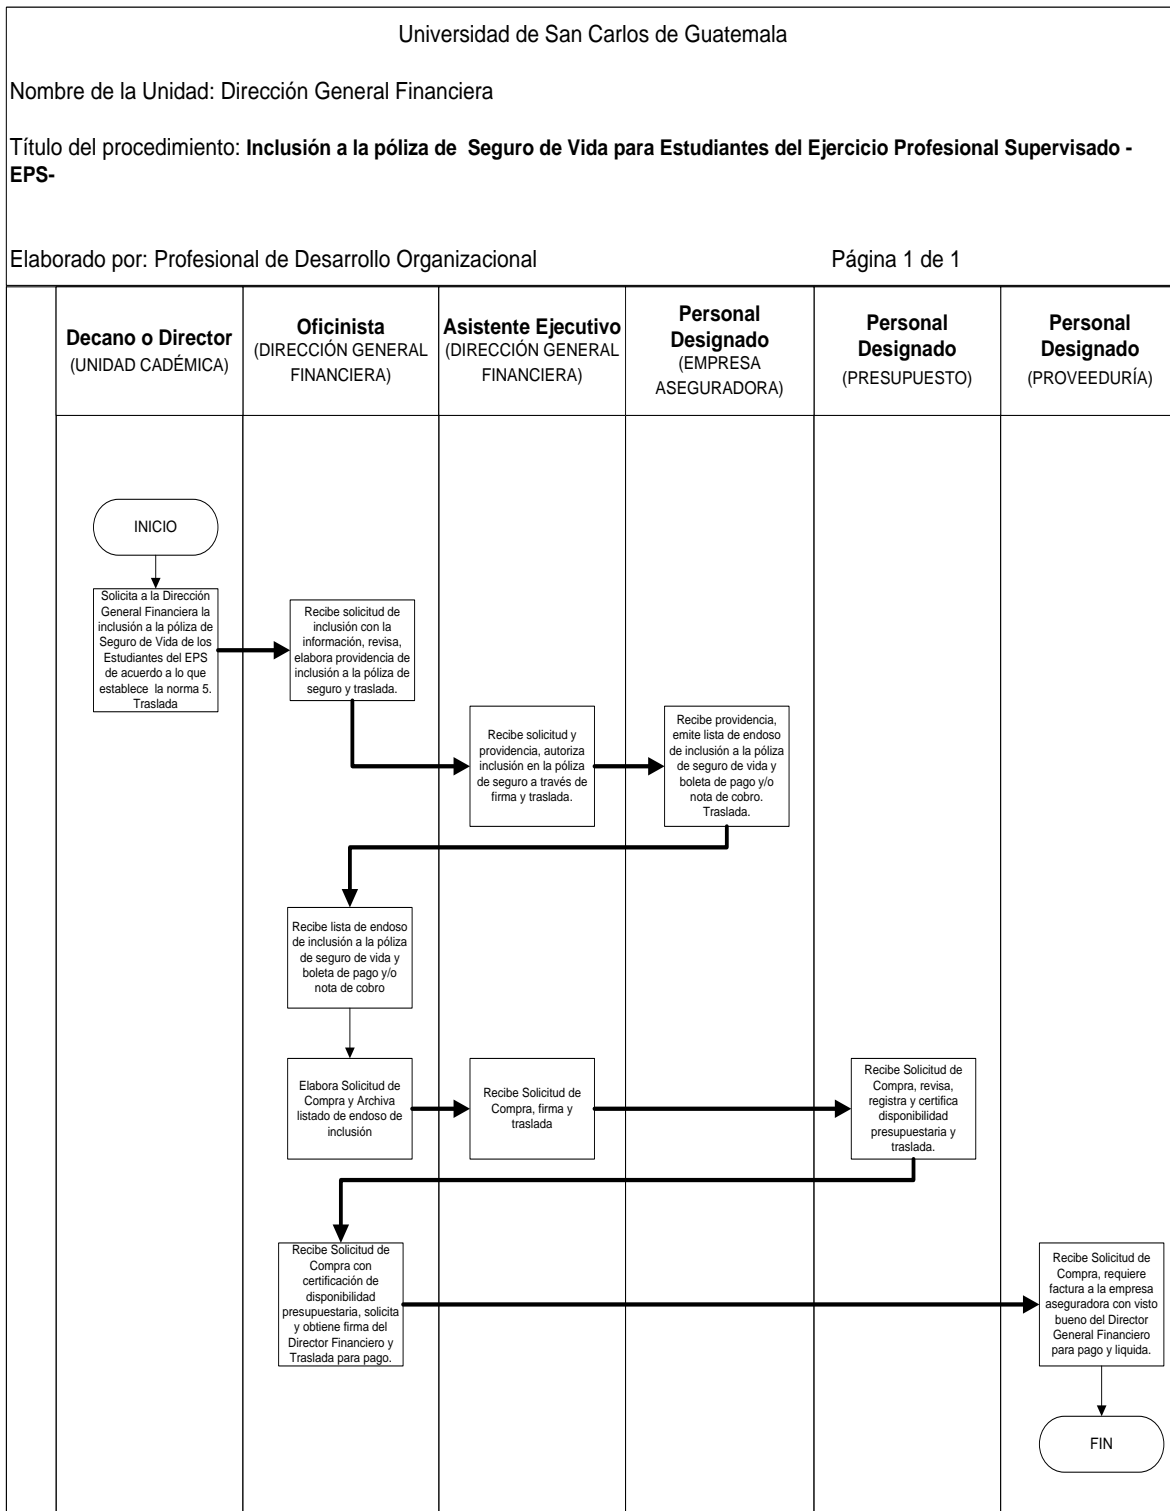 Universidad de San Carlos de Guatemala
Nombre de la Unidad: Dirección General Financiera
Título del procedimiento: Inclusión a la póliza de Seguro de Vida para Estudiantes del Ejercicio Profesional Supervisado -
EPS-
Elaborado por: Profesional de Desarrollo Organizacional
Página 1 de 1
Decano o Director
(UNIDAD CADÉMICA)
Oficinista
(DIRECCIÓN GENERAL
FINANCIERA)
Asistente Ejecutivo
(DIRECCIÓN GENERAL
FINANCIERA)
Personal
Designado
(EMPRESA
ASEGURADORA)
Personal
Designado
(PRESUPUESTO)
Personal
Designado
(PROVEEDURÍA)
INICIO
Solicita a la Dirección
General Financiera la
inclusión a la póliza de
Seguro de Vida de los
Estudiantes del EPS
de acuerdo a lo que
establece la norma 5.
Traslada
Recibe solicitud de
inclusión con la
información, revisa,
elabora providencia de
inclusión a la póliza de
seguro y traslada.
Recibe solicitud y
providencia, autoriza
inclusión en la póliza
de seguro a través de
firma y traslada.
Recibe providencia,
emite lista de endoso
de inclusión a la póliza
de seguro de vida y
boleta de pago y/o
nota de cobro.
Traslada.
Recibe lista de endoso
de inclusión a la póliza
de seguro de vida y
boleta de pago y/o
nota de cobro
Elabora Solicitud de
Compra y Archiva
listado de endoso de
inclusión
Recibe Solicitud de
Compra, firma y
traslada
Recibe Solicitud de
Compra, revisa,
registra y certifica
disponibilidad
presupuestaria y
traslada.
Recibe Solicitud de
Compra con
certificación de
disponibilidad
presupuestaria, solicita
y obtiene firma del
Director Financiero y
Traslada para pago.
Recibe Solicitud de
Compra, requiere
factura a la empresa
aseguradora con visto
bueno del Director
General Financiero
para pago y liquida.
FIN